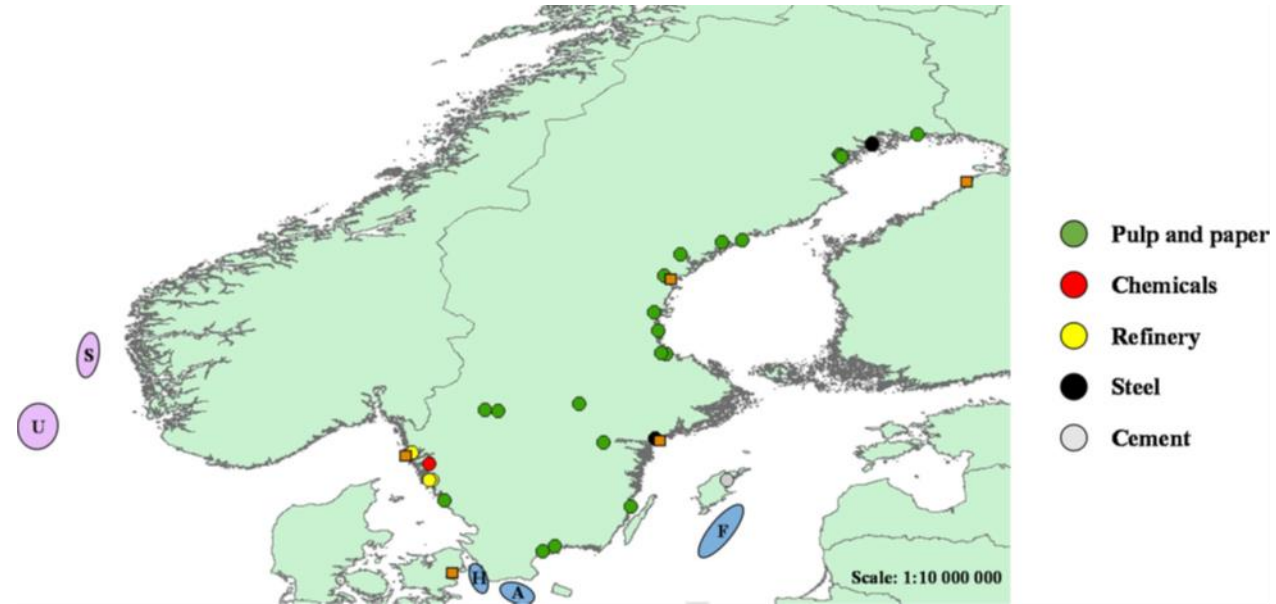 Pulp and paper
Chemicals
Refinery
Steel
Cement
S
U
F
H
A
Scale: 1:10 000 000